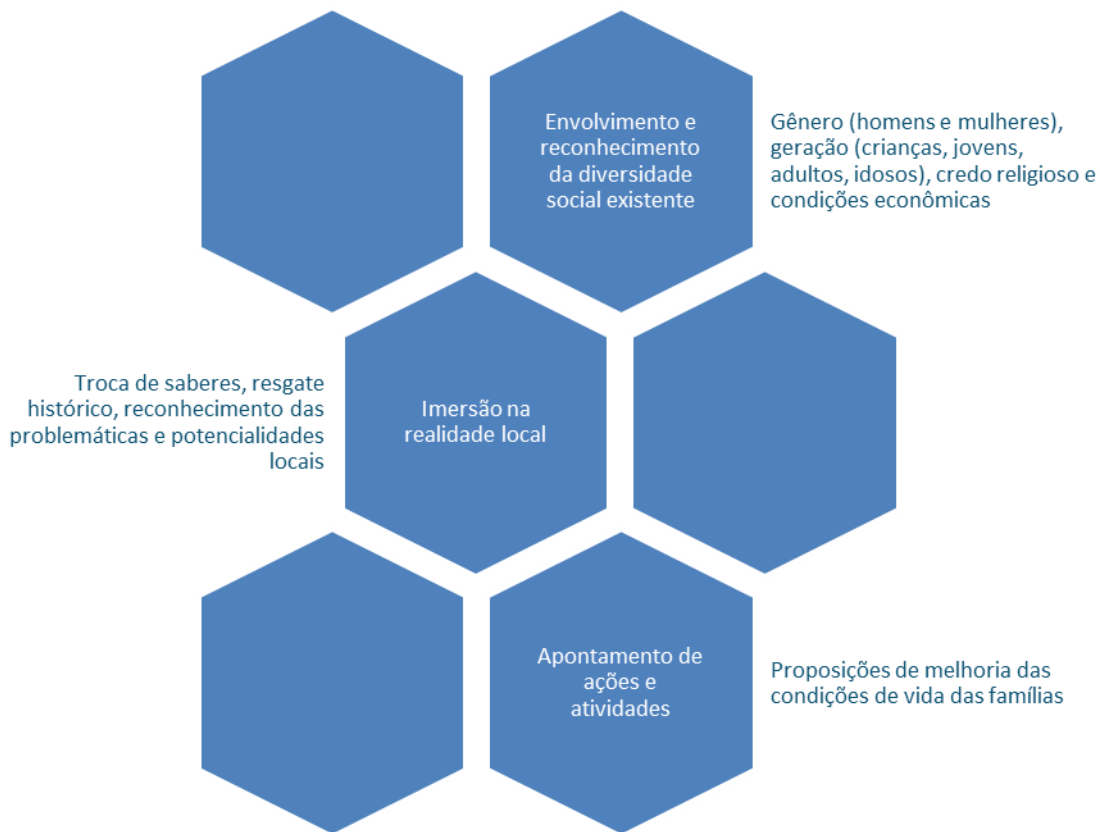 Envolvimento e
reconhecimento
da diversidade
social existente
Gênero (homens e mulheres),
geração (crianças, jovens,
adultos, idosos), credo religioso e
condições econômicas
Troca de saberes, resgate
histórico, reconhecimento das
problemáticas e potencialidades
locais
Imersão na
realidade local
Apontamento de
ações e
atividades
Proposições de melhoria das
condições de vida das famílias